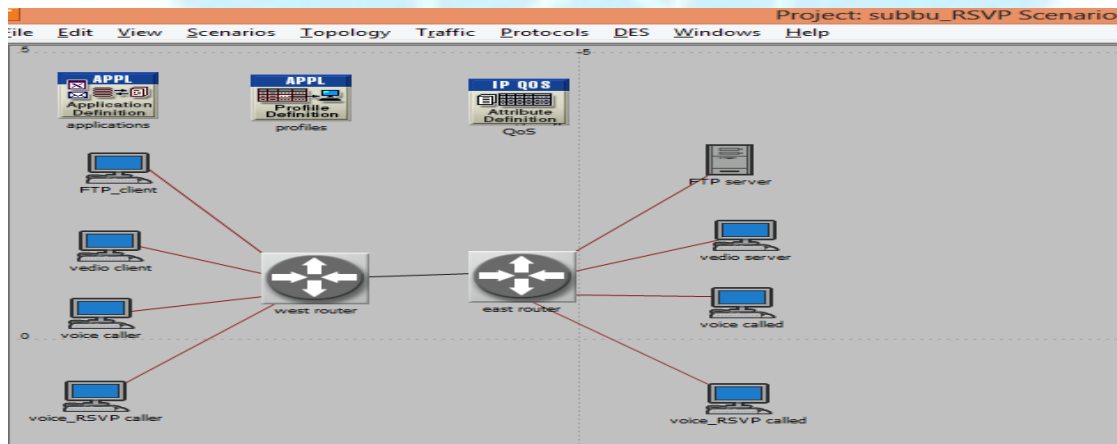 Project: subbu_RSVP Scenario
File Edit View Scenarios Topology Traffic Protocols DES Windows Help
5
-5
APPL
Application
Definition
applications
APPL
Profile
Definition
profiles
IP QOS
Attribute
Definition
QoS
FTP_client
FTP server
vedio client
vedio server
west router
east router
voice caller
voice called
0
voice_RSVP caller
voice_RSVP called